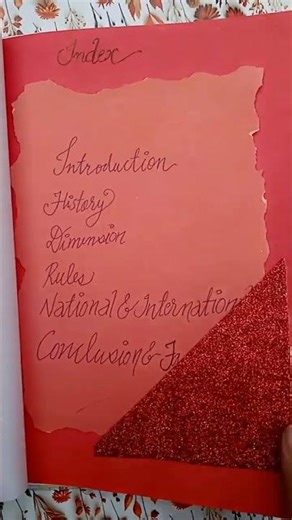 Index
Introduction
History
Dimension
Rules
National & Internation
Conclusion &